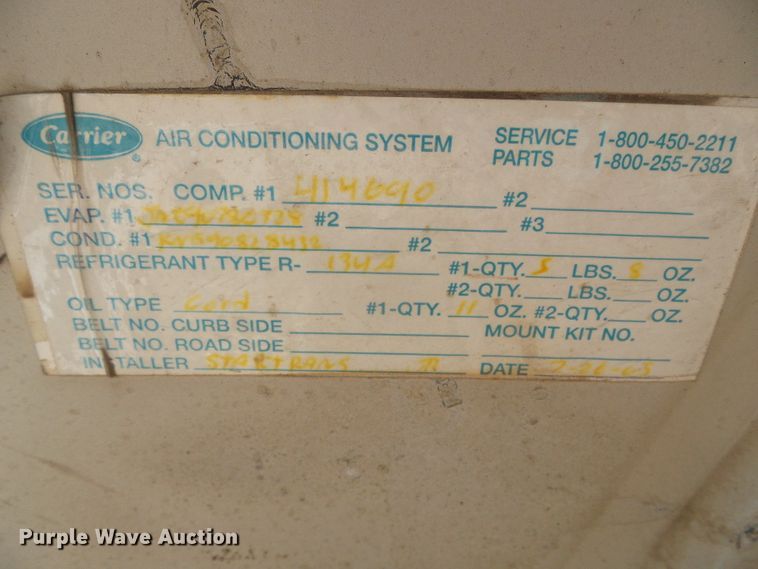 Carrier AIR CONDITIONING SYSTEM SERVICE 1-800-450-2211
PARTS 1-800-255-7382
SER. NOS. COMP. #1 414690 #2
EVAP. #1 #2 #3
COND. #1 #2
REFRIGERANT TYPE R- 134A #1-QTY. 5 LBS. 8 OZ.
#2-QTY. LBS. OZ.
OIL TYPE #1-QTY. 11 OZ. #2-QTY. OZ.
BELT NO. CURB SIDE MOUNT KIT NO.
BELT NO. ROAD SIDE
INSTALLER STARTRANS DATE
Purple Wave Auction